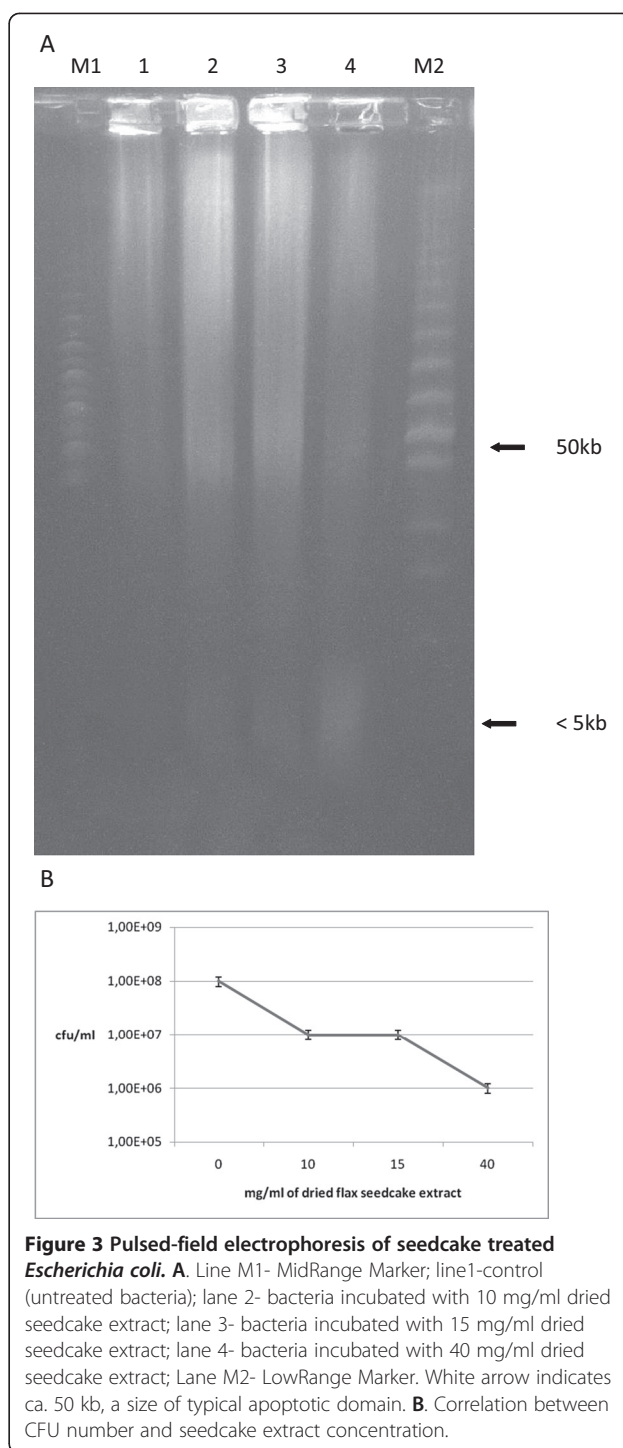 A
M1 1 2 3 4 M2
50kb
< 5kb
B
1,00E+09
1,00E+08
1,00E+07
cfu/ml
1,00E+06
1,00E+05
0 10 15 40
mg/ml of dried flax seedcake extract
Figure 3 Pulsed-field electrophoresis of seedcake treated
Escherichia coli. A. Line M1- MidRange Marker; line1-control
(untreated bacteria); lane 2- bacteria incubated with 10 mg/ml dried
seedcake extract; lane 3- bacteria incubated with 15 mg/ml dried
seedcake extract; lane 4- bacteria incubated with 40 mg/ml dried
seedcake extract; Lane M2- LowRange Marker. White arrow indicates
ca. 50 kb, a size of typical apoptotic domain. B. Correlation between
CFU number and seedcake extract concentration.